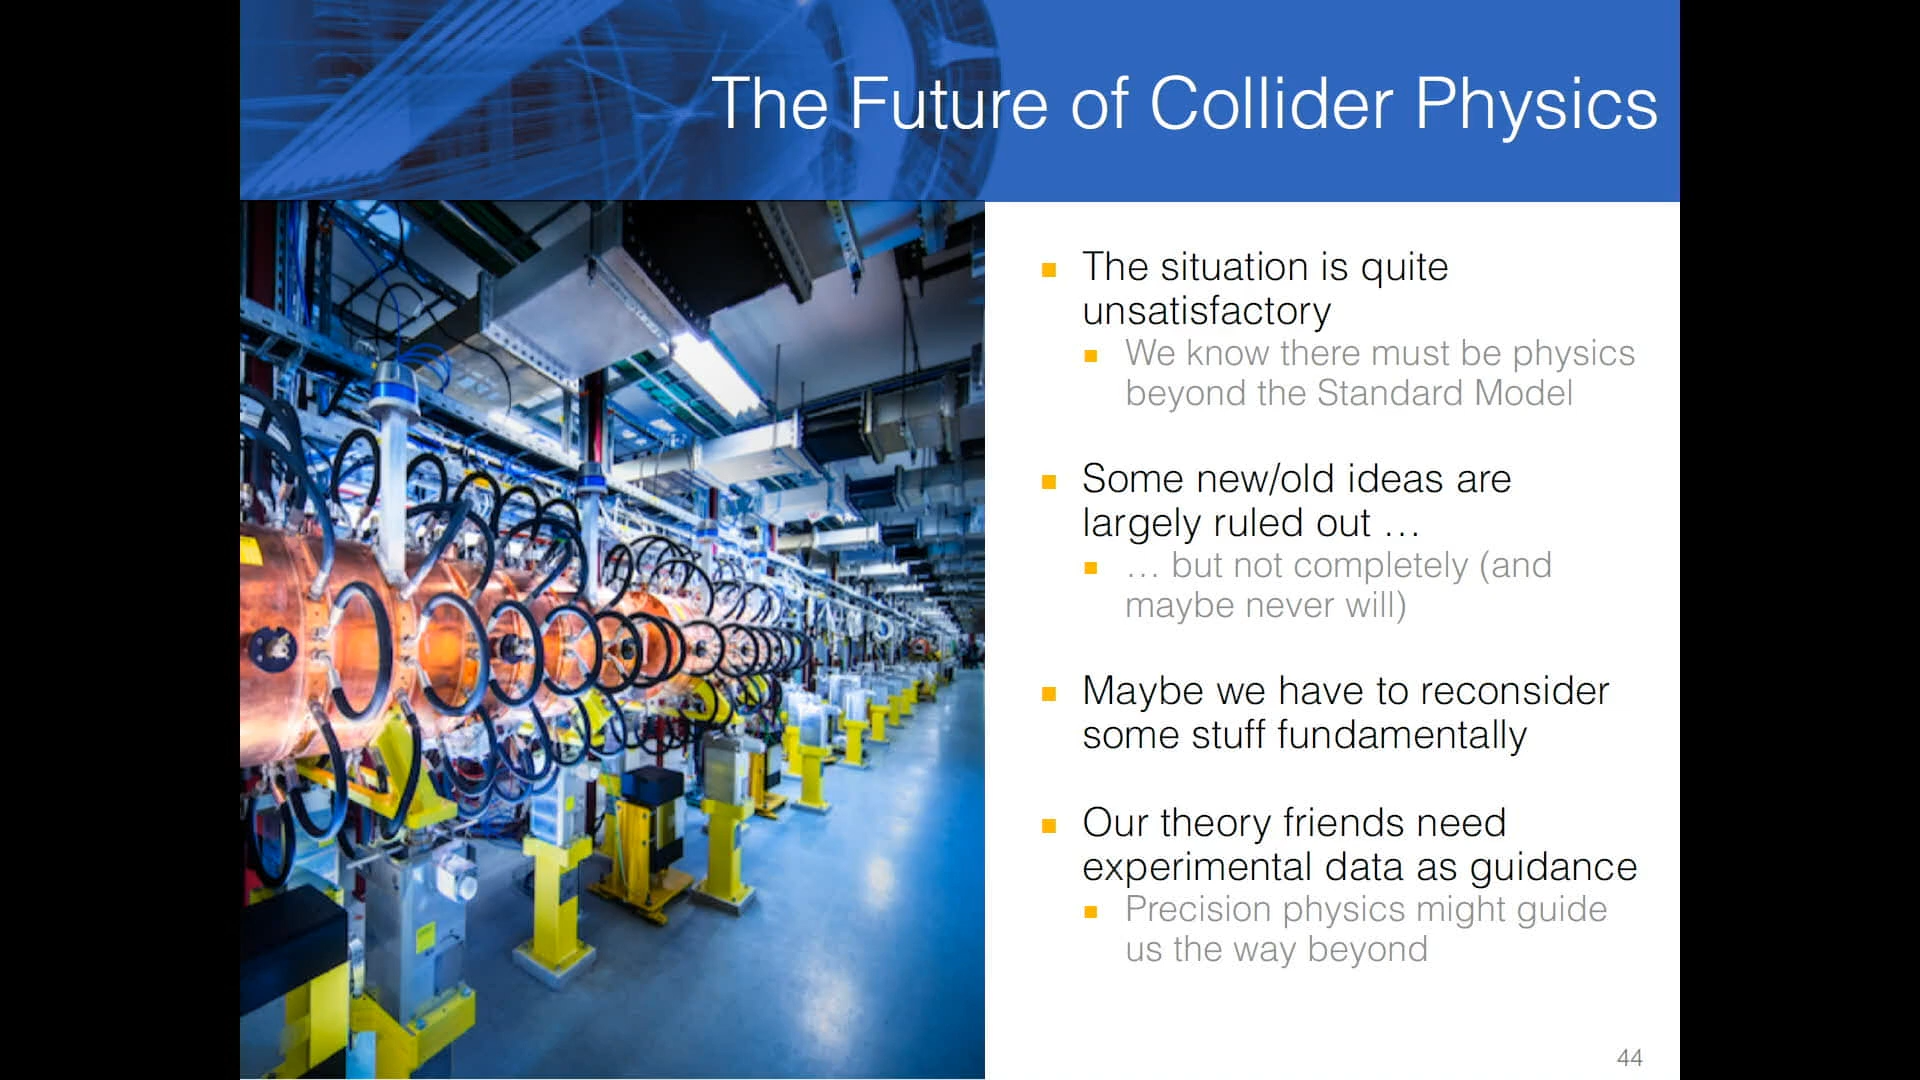 The Future of Collider Physics
The situation is quite
unsatisfactory
We know there must be physics
beyond the Standard Model
Some new/old ideas are
largely ruled out …
… but not completely (and
maybe never will)
Maybe we have to reconsider
some stuff fundamentally
Our theory friends need
experimental data as guidance
Precision physics might guide
us the way beyond
44